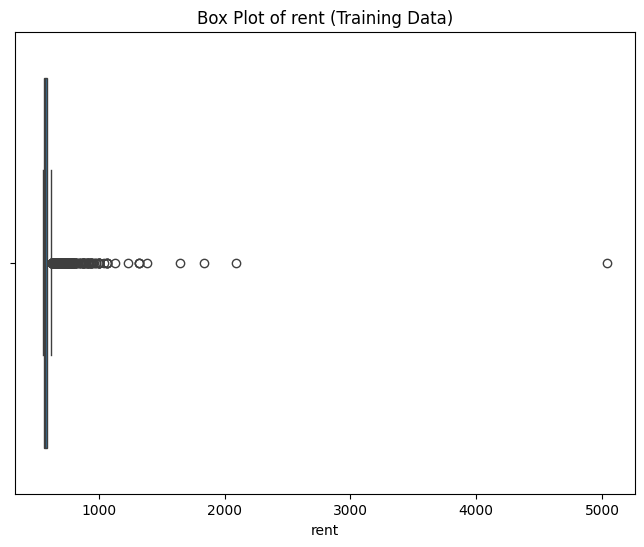 Box Plot of rent (Training Data)
1000 2000 3000 4000 5000
rent